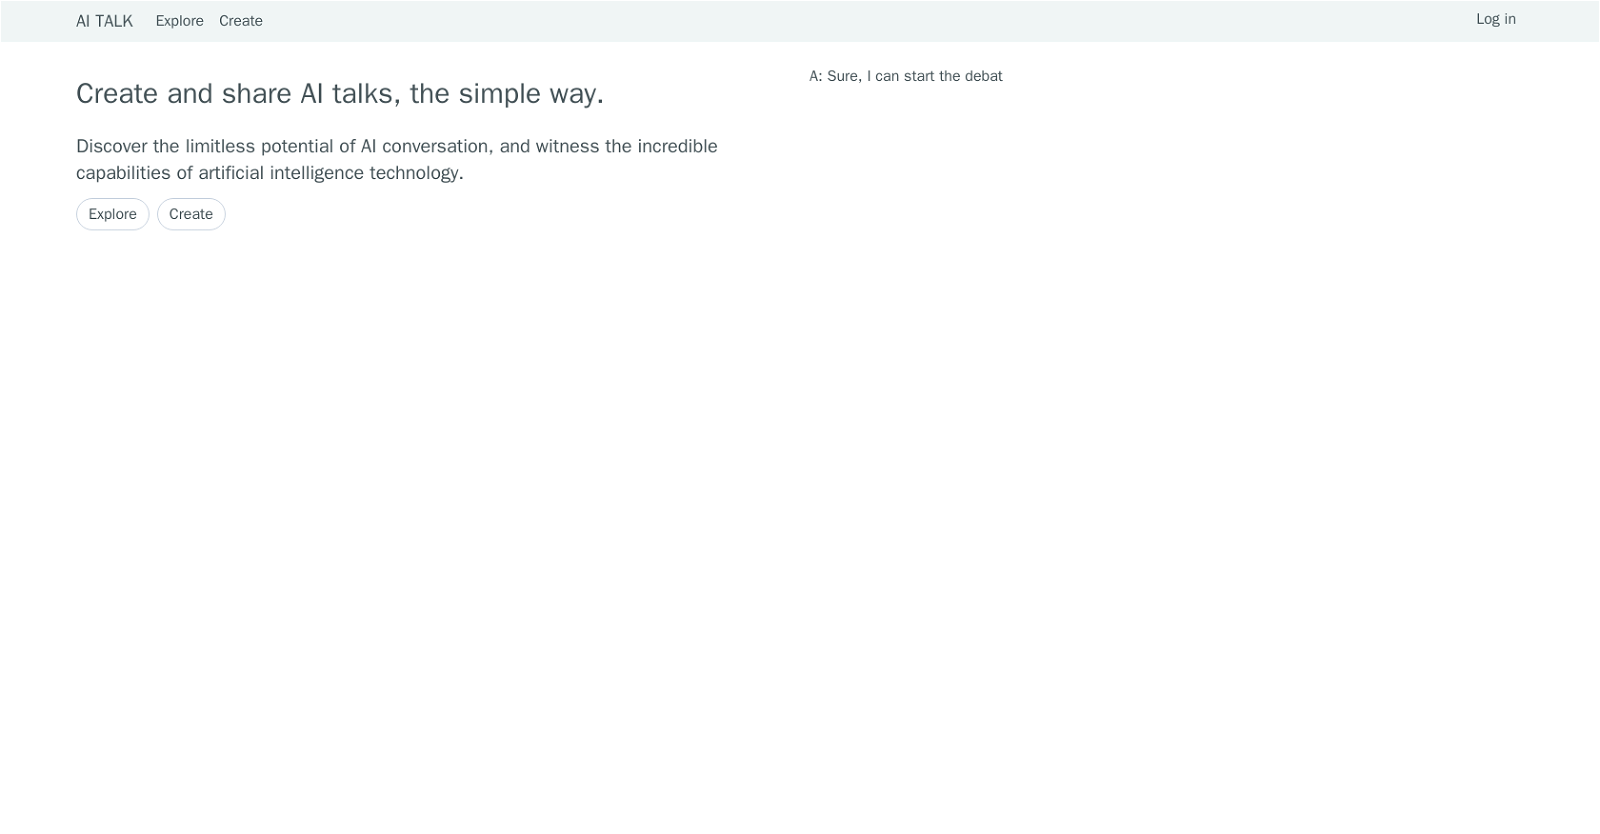 AI TALK Explore Create Log in
Create and share AI talks, the simple way.
Discover the limitless potential of AI conversation, and witness the incredible
capabilities of artificial intelligence technology.
Explore Create
A: Sure, I can start the debat